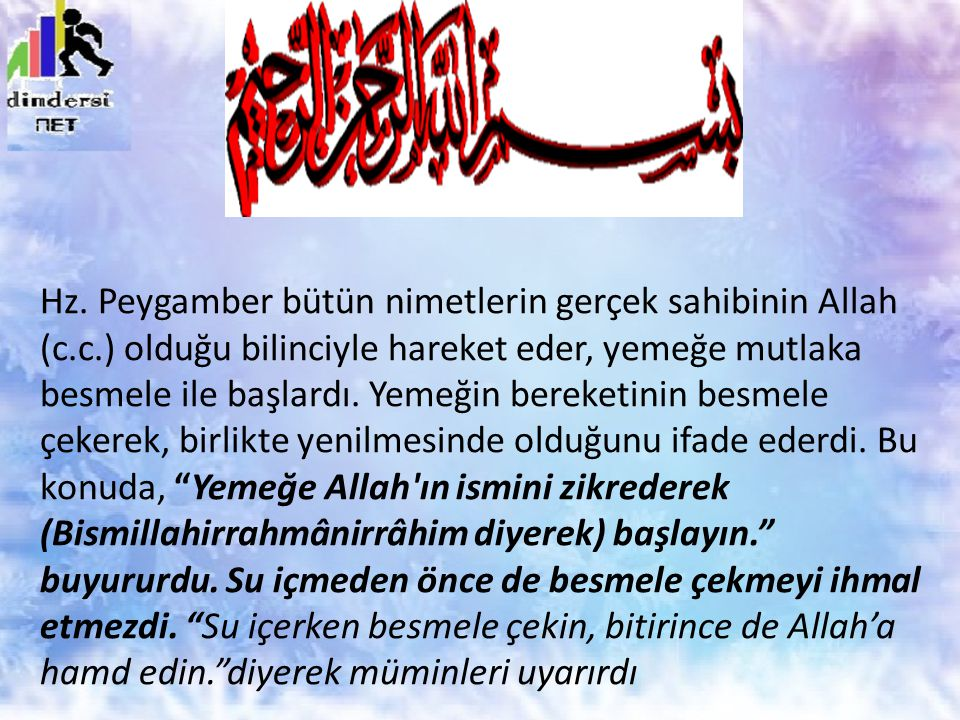 dindersi
NET
بسم الله الرحمن الرحيم
Hz. Peygamber bütün nimetlerin gerçek sahibinin Allah
(c.c.) olduğu bilinciyle hareket eder, yemeğe mutlaka
besmele ile başlardı. Yemeğin bereketinin besmele
çekerek, birlikte yenilmesinde olduğunu ifade ederdi. Bu
konuda, “Yemeğe Allah'ın ismini zikrederek
(Bismillahirrahmânirrâhim diyerek) başlayın.”
buyururdu. Su içmeden önce de besmele çekmeyi ihmal
etmezdi. “Su içerken besmele çekin, bitirince de Allah’a
hamd edin.”diyerek müminleri uyarırdı